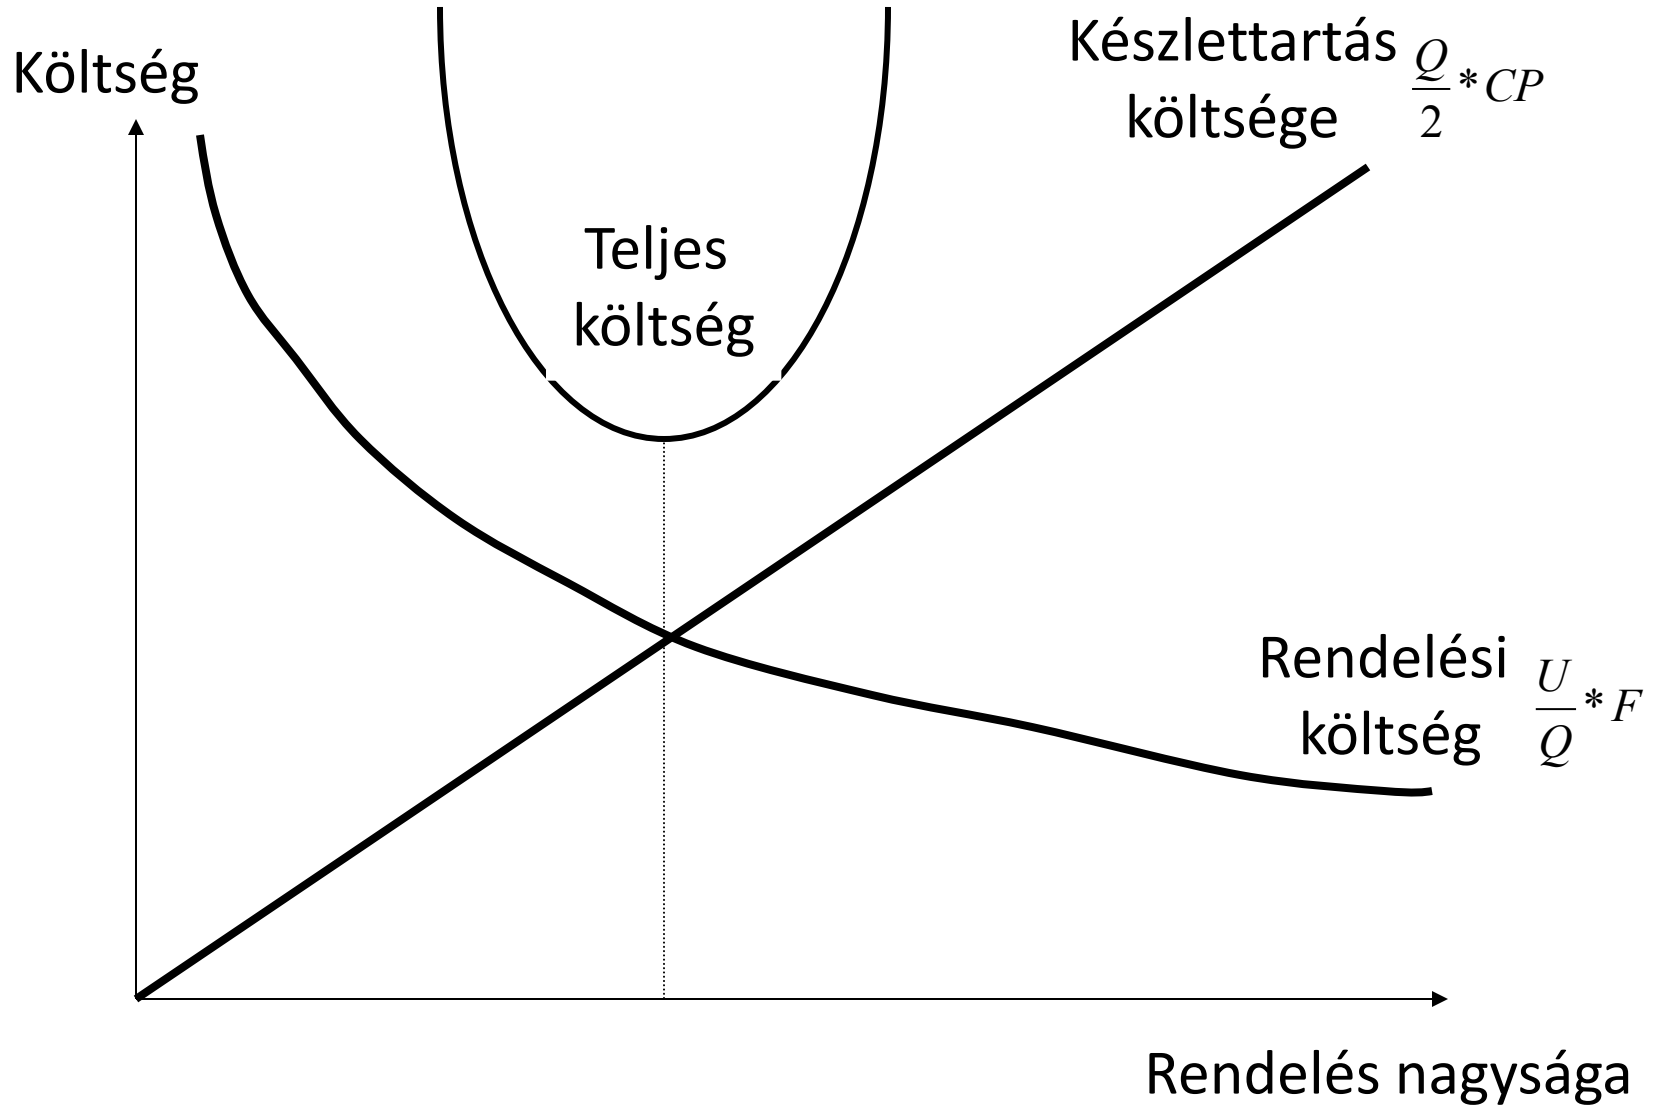 Költség
Készlettartás
költsége
Q/2 * CP
Teljes
költség
Rendelési
költség
U/Q * F
Rendelés nagysága